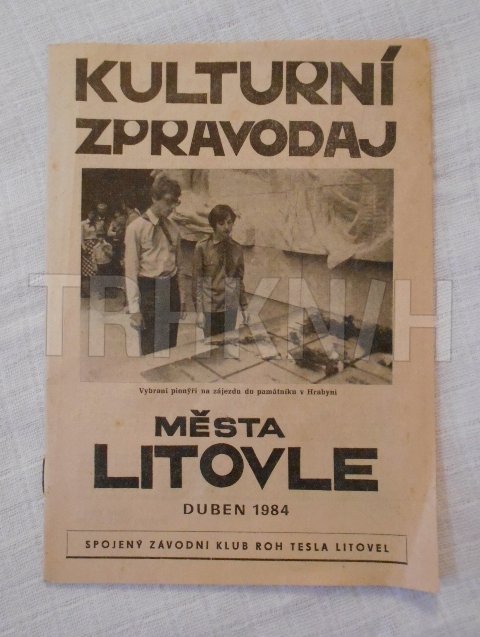 KULTURNÍ
ZPRAVODAJ
TRHKNIH
Vybraní pionýři na zájezdu do památníku v Hrabyni
MĚSTA
LITOVLE
DUBEN 1984
SPOJENÝ ZÁVODNÍ KLUB ROH TESLA LITOVEL